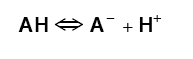 AH ⇔ A⁻ + H⁺